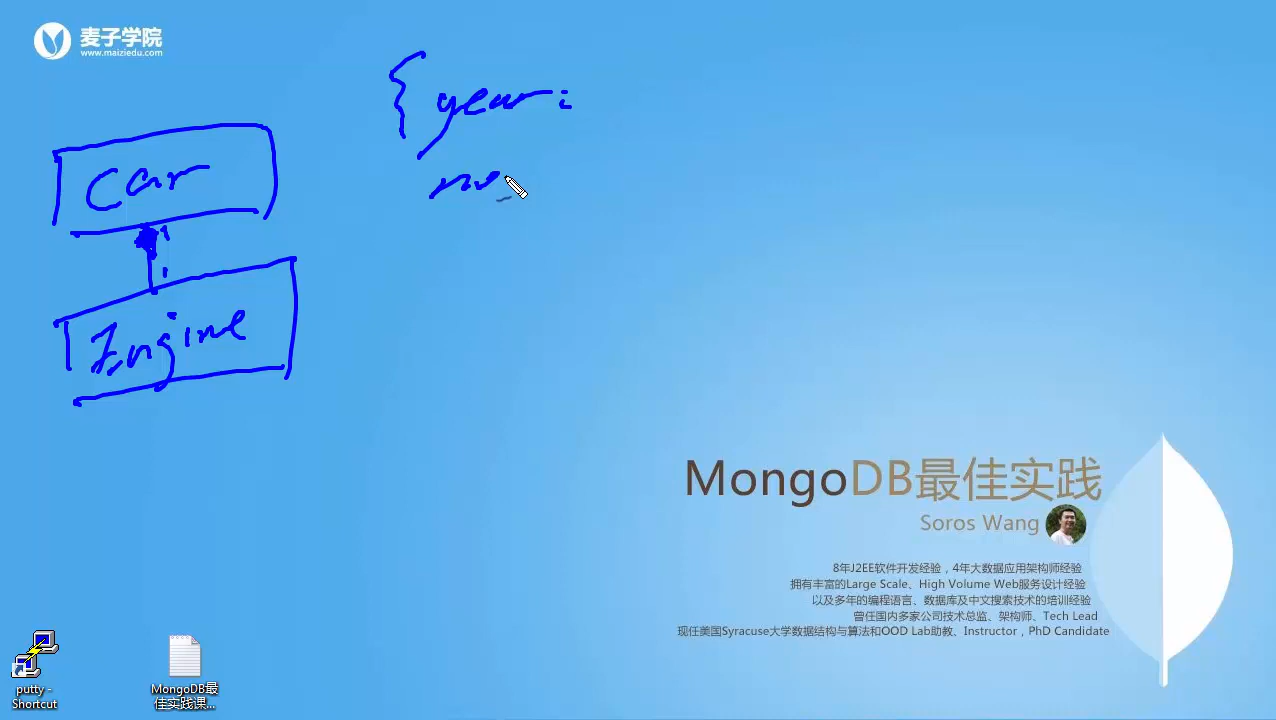 麦子学院
www.maiziedu.com
{ year:
Car
1
1
Engine
MongoDB最佳实践
Soros Wang
8年J2EE软件开发经验，4年大数据应用架构师经验
拥有丰富的Large Scale、High Volume Web服务设计经验
以及多年的编程语言、数据库及中文搜索技术的培训经验
曾任国内多家公司技术总监、架构师、Tech Lead
现任美国Syracuse大学数据结构与算法和OOD Lab助教、Instructor，PhD Candidate
putty -
Shortcut
MongoDB最
佳实践课...